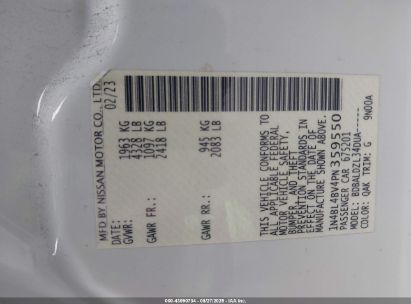 MFD BY NISSAN MOTOR CO., LTD.
DATE: 02/23
GVWR: 1963 KG
4328 LB
GAWR FR.: 1097 KG
2418 LB
GAWR RR.: 945 KG
2083 LB
THIS VEHICLE CONFORMS TO
ALL APPLICABLE FEDERAL
MOTOR VEHICLE SAFETY,
BUMPER, AND THEFT
PREVENTION STANDARDS IN
EFFECT ON THE DATE OF
MANUFACTURE SHOWN ABOVE.
1N4BL4BV4PN359550
PASSENGER CAR 675201
MODEL: BDBALDZL34DUA-----
COLOR: QAK TRIM: G 9N00A